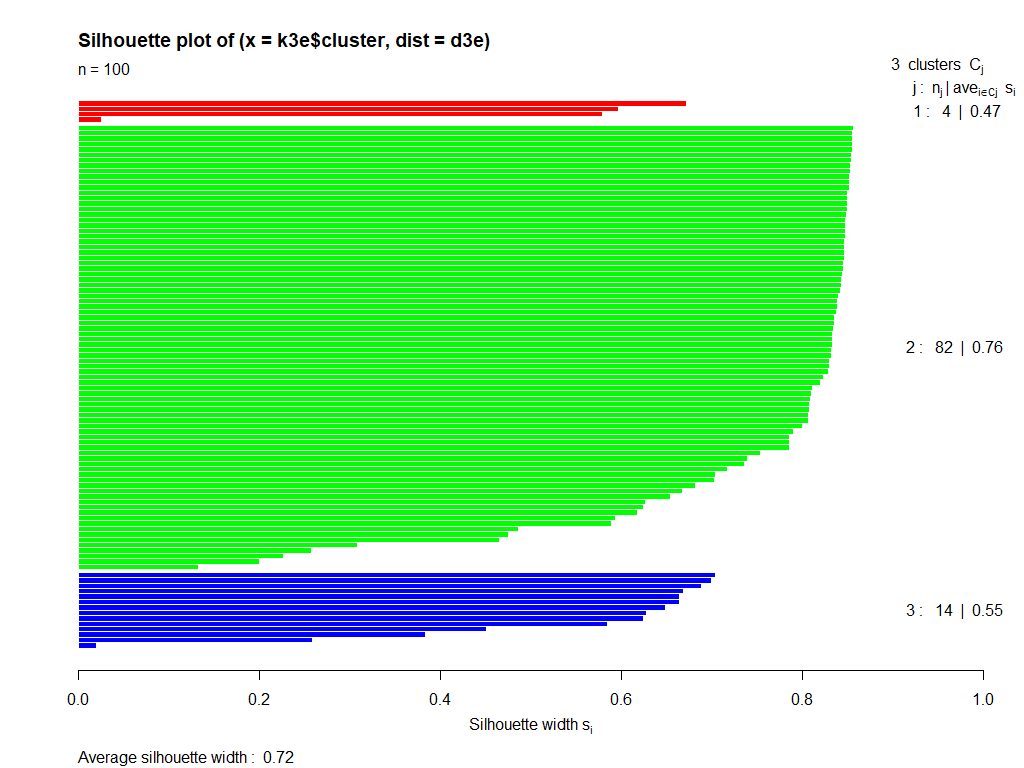 Silhouette plot of (x = k3e$cluster, dist = d3e)
n = 100
3 clusters Cj
j : nj | avei∈Cj si
1 : 4 | 0.47
2 : 82 | 0.76
3 : 14 | 0.55
0.0 0.2 0.4 0.6 0.8 1.0
Silhouette width si
Average silhouette width : 0.72